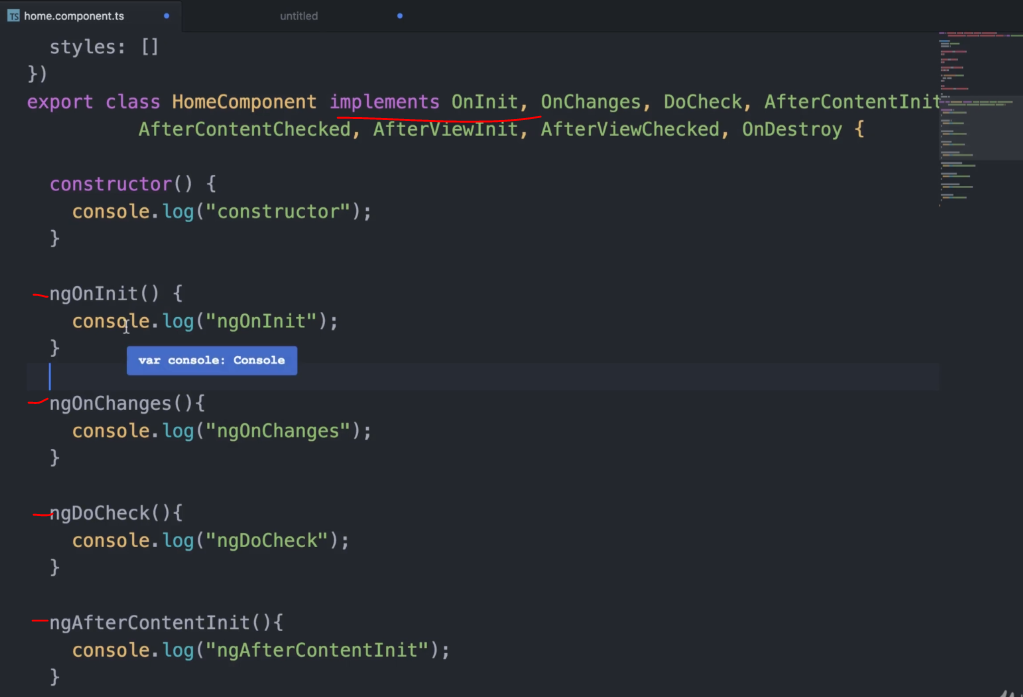 TS home.component.ts untitled
styles: []
})
export class HomeComponent implements OnInit, OnChanges, DoCheck, AfterContentInit
AfterContentChecked, AfterViewInit, AfterViewChecked, OnDestroy {
constructor() {
console.log("constructor");
}
ngOnInit() {
console.log("ngOnInit");
}
var console: Console
ngOnChanges(){
console.log("ngOnChanges");
}
ngDoCheck(){
console.log("ngDoCheck");
}
ngAfterContentInit(){
console.log("ngAfterContentInit");
}